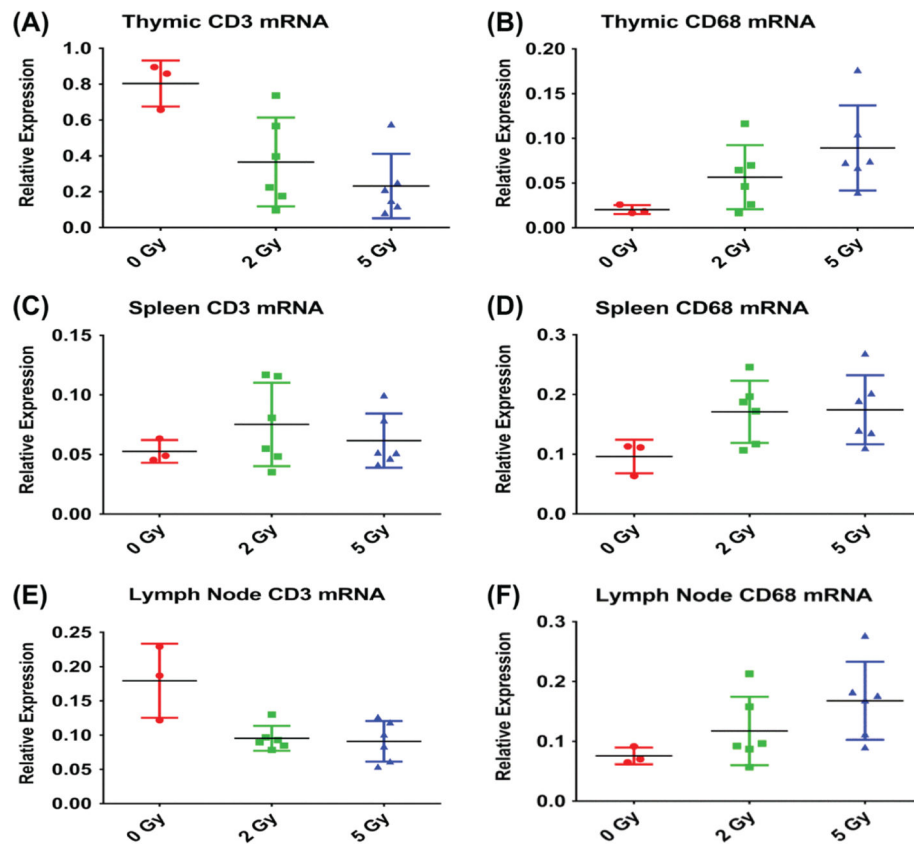 (A) Thymic CD3 mRNA
Relative Expression
1.0
0.8
0.6
0.4
0.2
0.0
0 Gy 2 Gy 5 Gy
(B) Thymic CD68 mRNA
Relative Expression
0.20
0.15
0.10
0.05
0.00
0 Gy 2 Gy 5 Gy
(C) Spleen CD3 mRNA
Relative Expression
0.15
0.10
0.05
0.00
0 Gy 2 Gy 5 Gy
(D) Spleen CD68 mRNA
Relative Expression
0.3
0.2
0.1
0.0
0 Gy 2 Gy 5 Gy
(E) Lymph Node CD3 mRNA
Relative Expression
0.25
0.20
0.15
0.10
0.05
0.00
0 Gy 2 Gy 5 Gy
(F) Lymph Node CD68 mRNA
Relative Expression
0.3
0.2
0.1
0.0
0 Gy 2 Gy 5 Gy